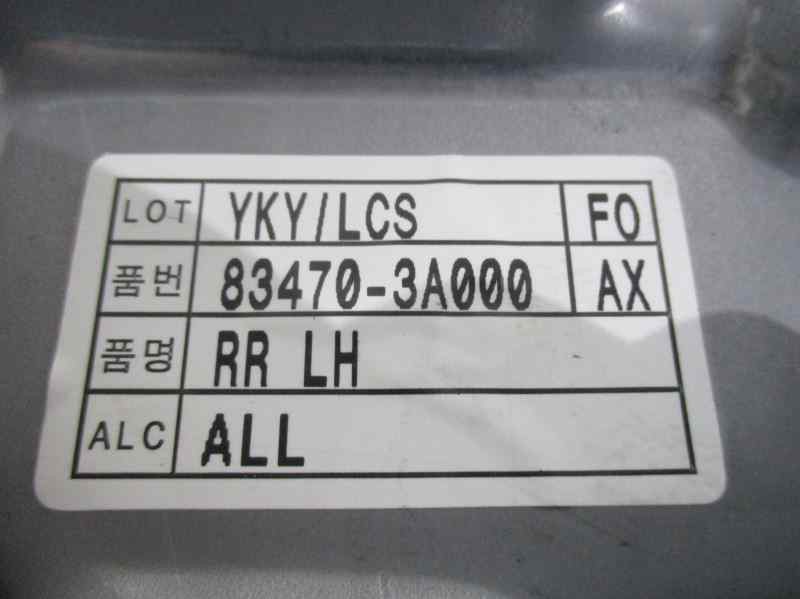 LOT YKY/LCS FO
품번 83470-3A000 AX
품명 RR LH
ALC ALL